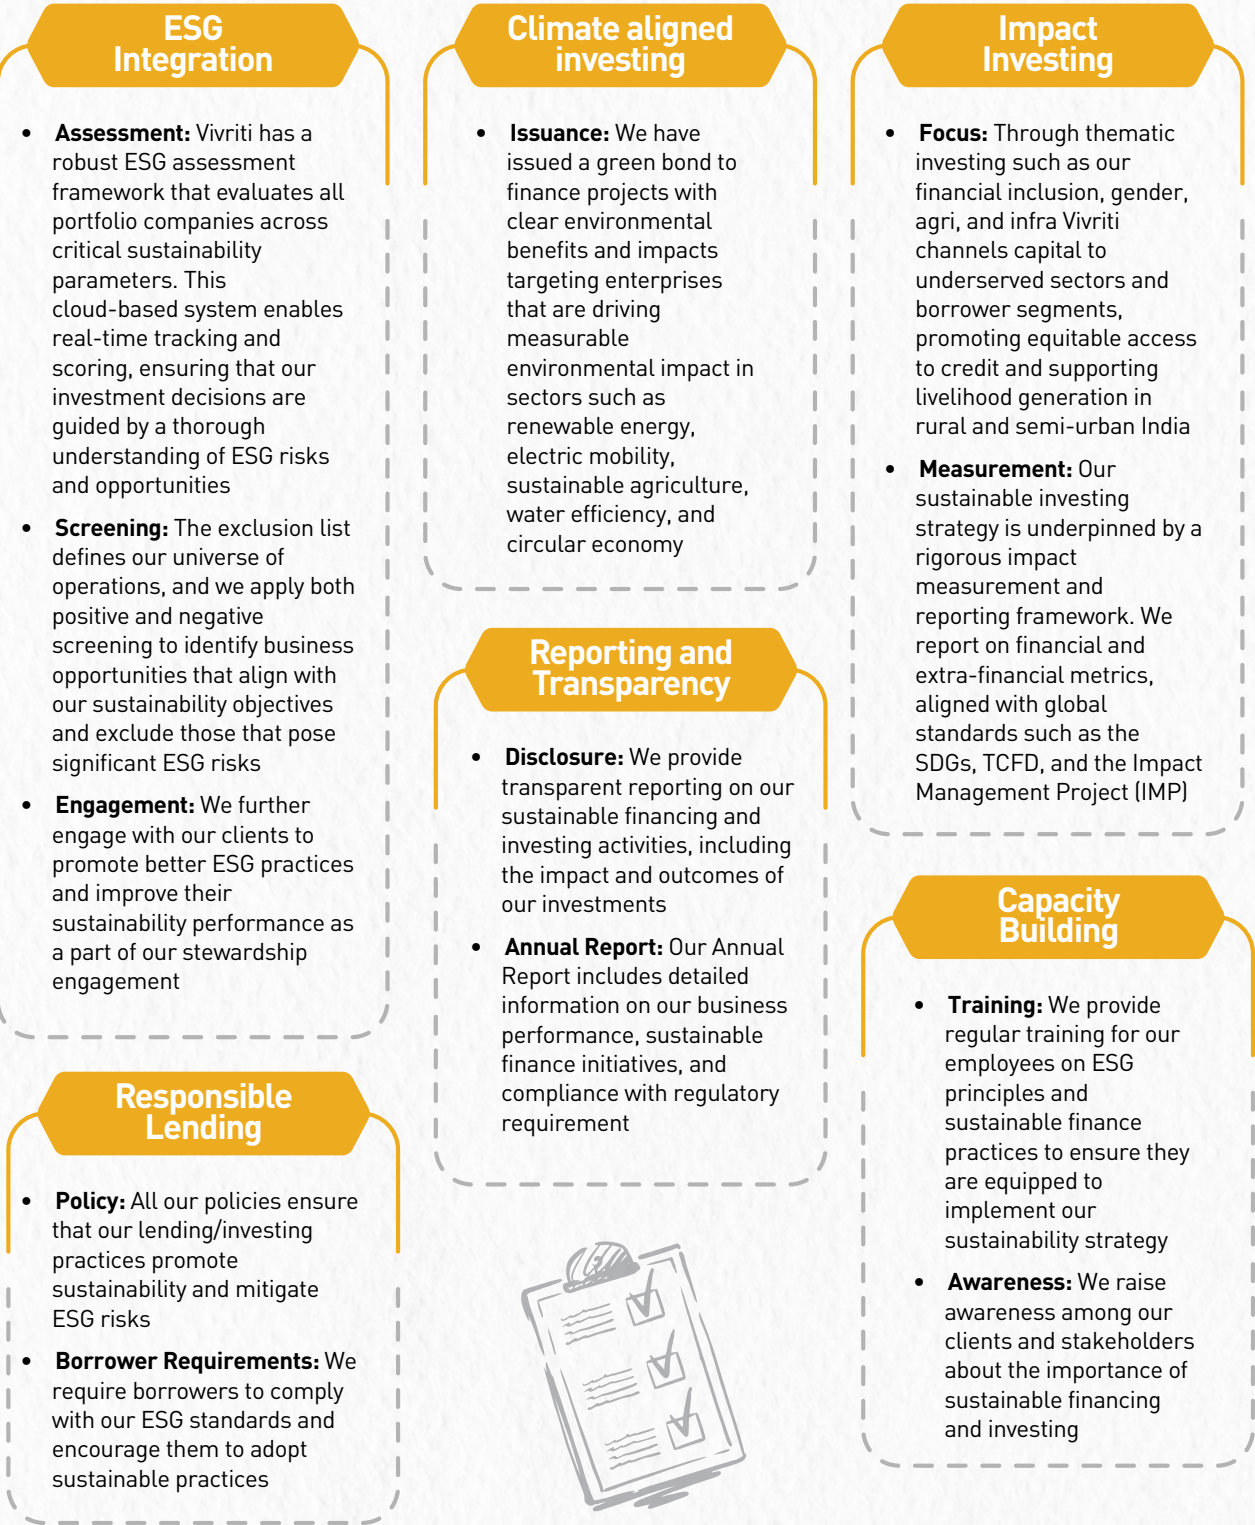 ESG
Integration
• Assessment: Vivriti has a
robust ESG assessment
framework that evaluates all
portfolio companies across
critical sustainability
parameters. This
cloud-based system enables
real-time tracking and
scoring, ensuring that our
investment decisions are
guided by a thorough
understanding of ESG risks
and opportunities
• Screening: The exclusion list
defines our universe of
operations, and we apply both
positive and negative
screening to identify business
opportunities that align with
our sustainability objectives
and exclude those that pose
significant ESG risks
• Engagement: We further
engage with our clients to
promote better ESG practices
and improve their
sustainability performance as
a part of our stewardship
engagement
Responsible
Lending
• Policy: All our policies ensure
that our lending/investing
practices promote
sustainability and mitigate
ESG risks
• Borrower Requirements: We
require borrowers to comply
with our ESG standards and
encourage them to adopt
sustainable practices
Climate aligned
investing
• Issuance: We have
issued a green bond to
finance projects with
clear environmental
benefits and impacts
targeting enterprises
that are driving
measurable
environmental impact in
sectors such as
renewable energy,
electric mobility,
sustainable agriculture,
water efficiency, and
circular economy
Reporting and
Transparency
• Disclosure: We provide
transparent reporting on our
sustainable financing and
investing activities, including
the impact and outcomes of
our investments
• Annual Report: Our Annual
Report includes detailed
information on our business
performance, sustainable
finance initiatives, and
compliance with regulatory
requirement
Impact
Investing
• Focus: Through thematic
investing such as our
financial inclusion, gender,
agri, and infra Vivriti
channels capital to
underserved sectors and
borrower segments,
promoting equitable access
to credit and supporting
livelihood generation in
rural and semi-urban India
• Measurement: Our
sustainable investing
strategy is underpinned by a
rigorous impact
measurement and
reporting framework. We
report on financial and
extra-financial metrics,
aligned with global
standards such as the
SDGs, TCFD, and the Impact
Management Project (IMP)
Capacity
Building
• Training: We provide
regular training for our
employees on ESG
principles and
sustainable finance
practices to ensure they
are equipped to
implement our
sustainability strategy
• Awareness: We raise
awareness among our
clients and stakeholders
about the importance of
sustainable financing
and investing